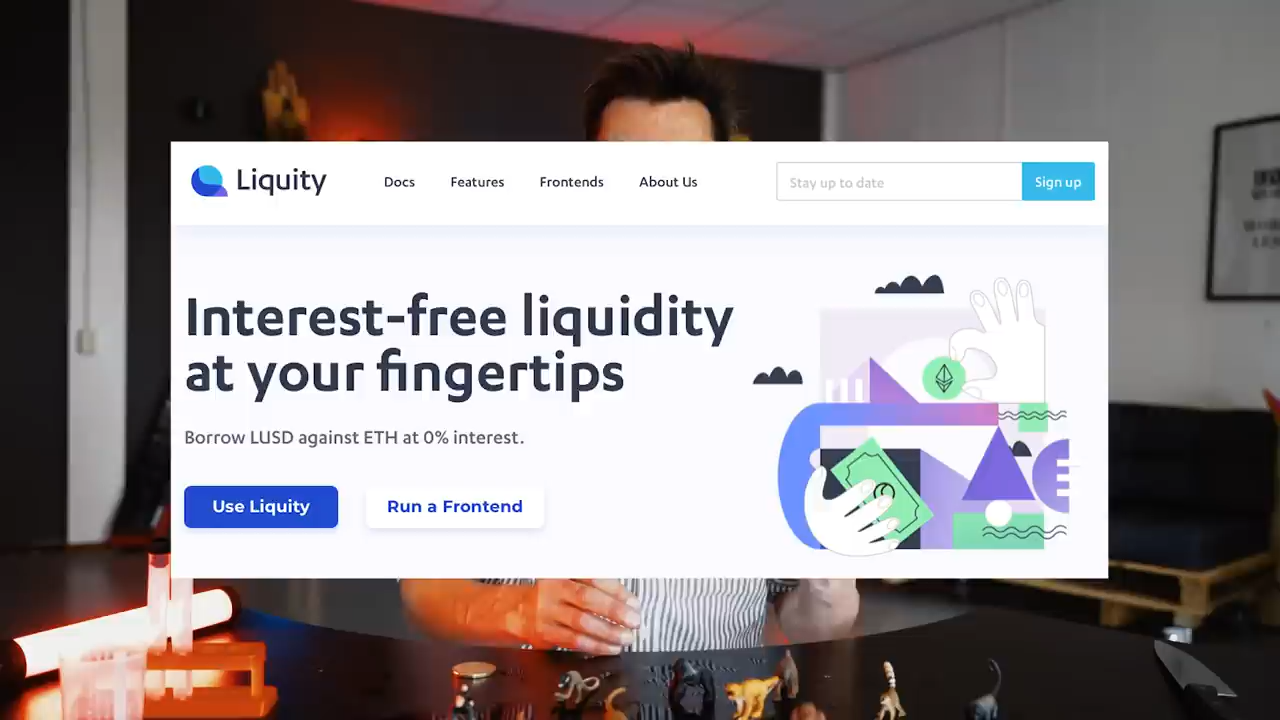 Liquity
Docs
Features
Frontends
About Us
Stay up to date
Sign up
Interest-free liquidity
at your fingertips
Borrow LUSD against ETH at 0% interest.
Use Liquity
Run a Frontend